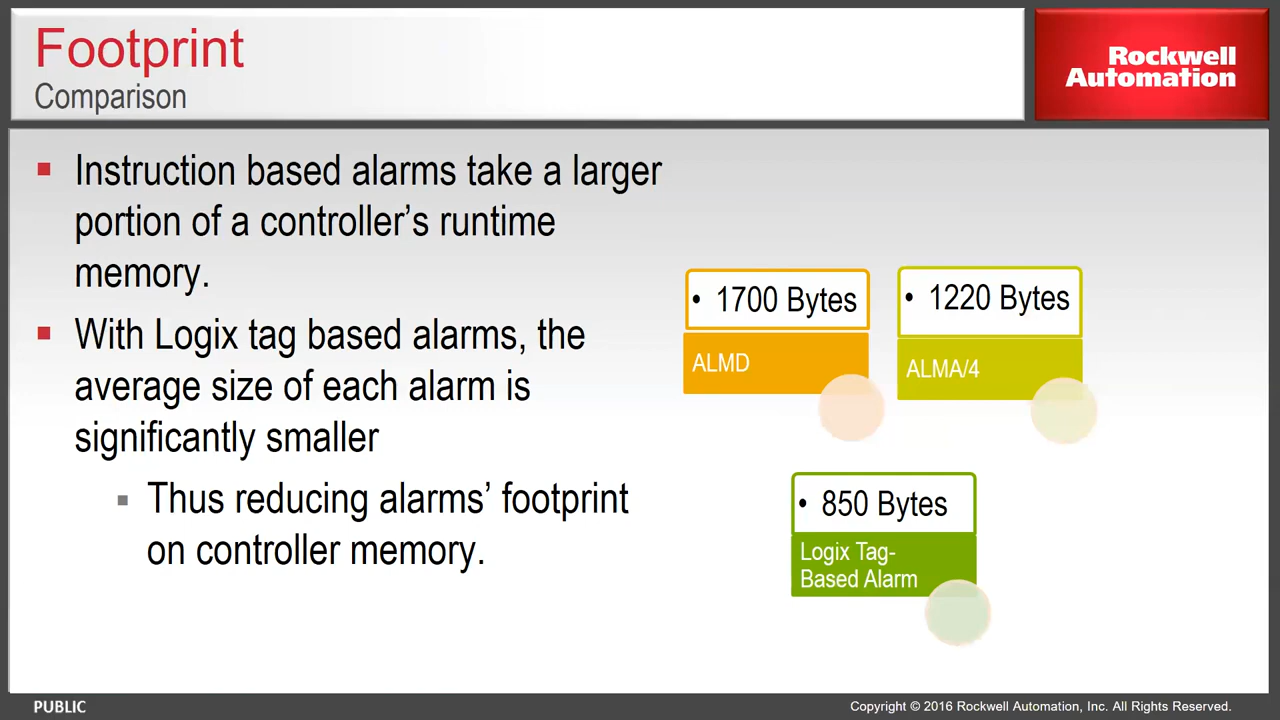 Footprint
Comparison
Rockwell
Automation
▪ Instruction based alarms take a larger
portion of a controller’s runtime
memory.
▪ With Logix tag based alarms, the
average size of each alarm is
significantly smaller
▪ Thus reducing alarms’ footprint
on controller memory.
• 1700 Bytes
ALMD
• 1220 Bytes
ALMA/4
• 850 Bytes
Logix Tag-
Based Alarm
PUBLIC
Copyright © 2016 Rockwell Automation, Inc. All Rights Reserved.